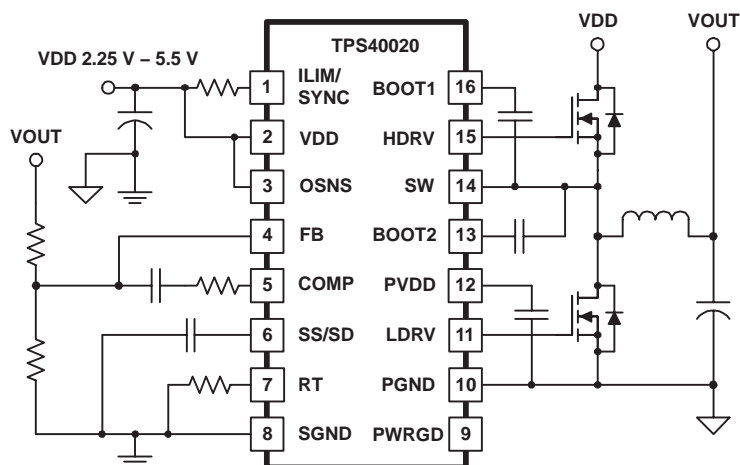 TPS40020
VDD
VOUT
VDD 2.25 V – 5.5 V
VOUT
1
ILIM/
SYNC
2
VDD
3
OSNS
4
FB
5
COMP
6
SS/SD
7
RT
8
SGND
BOOT1
16
HDRV
15
SW
14
BOOT2
13
PVDD
12
LDRV
11
PGND
10
PWRGD
9